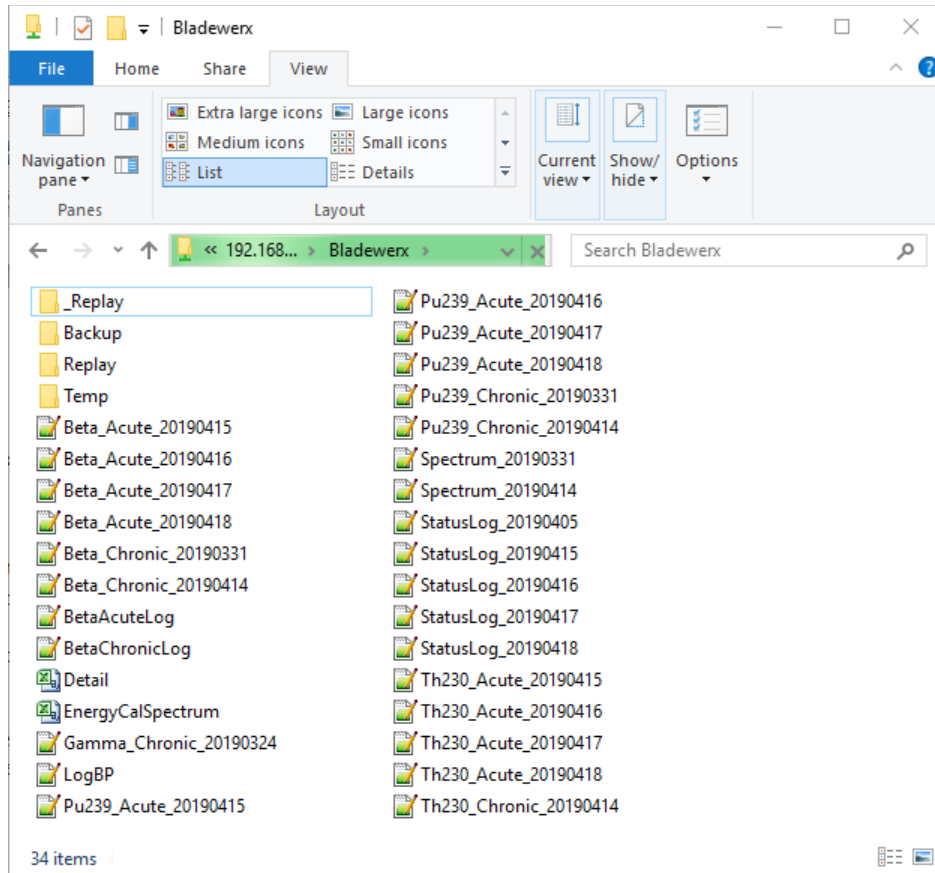 Bladewerx
File Home Share View
Extra large icons Large icons
Medium icons Small icons
List Details
Navigation pane
Current view
Show/ hide
Options
Panes
Layout
« 192.168... › Bladewerx ›
Search Bladewerx
_Replay
Backup
Replay
Temp
Beta_Acute_20190415
Beta_Acute_20190416
Beta_Acute_20190417
Beta_Acute_20190418
Beta_Chronic_20190331
Beta_Chronic_20190414
BetaAcuteLog
BetaChronicLog
Detail
EnergyCalSpectrum
Gamma_Chronic_20190324
LogBP
Pu239_Acute_20190415
Pu239_Acute_20190416
Pu239_Acute_20190417
Pu239_Acute_20190418
Pu239_Chronic_20190331
Pu239_Chronic_20190414
Spectrum_20190331
Spectrum_20190414
StatusLog_20190405
StatusLog_20190415
StatusLog_20190416
StatusLog_20190417
StatusLog_20190418
Th230_Acute_20190415
Th230_Acute_20190416
Th230_Acute_20190417
Th230_Acute_20190418
Th230_Chronic_20190414
34 items